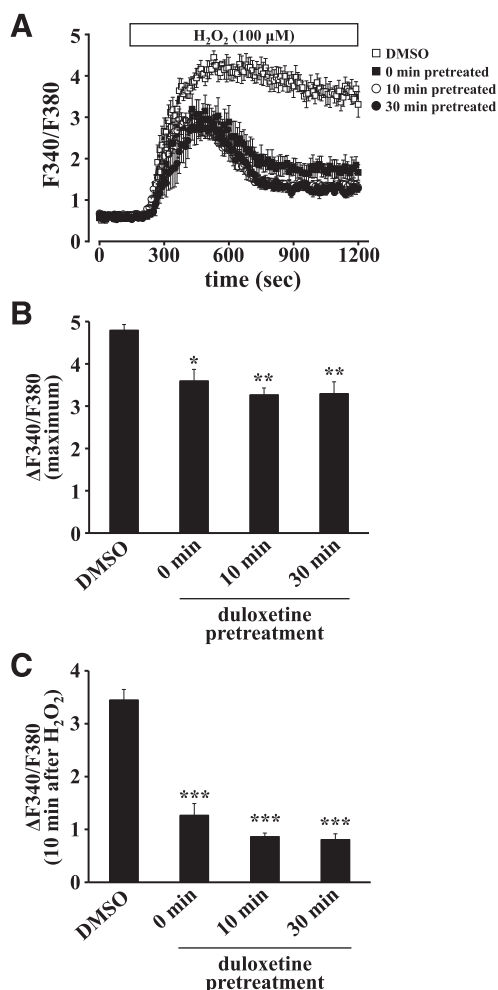 A
H₂O₂ (100 µM)
DMSO
0 min pretreated
10 min pretreated
30 min pretreated
F340/F380
5
4
3
2
1
0
0 300 600 900 1200
time (sec)
B
ΔF340/F380
(maximum)
5
4
3
2
1
0
* ** **
DMSO 0 min 10 min 30 min
duloxetine
pretreatment
C
ΔF340/F380
(10 min after H₂O₂)
4
3
2
1
0
*** *** ***
DMSO 0 min 10 min 30 min
duloxetine
pretreatment